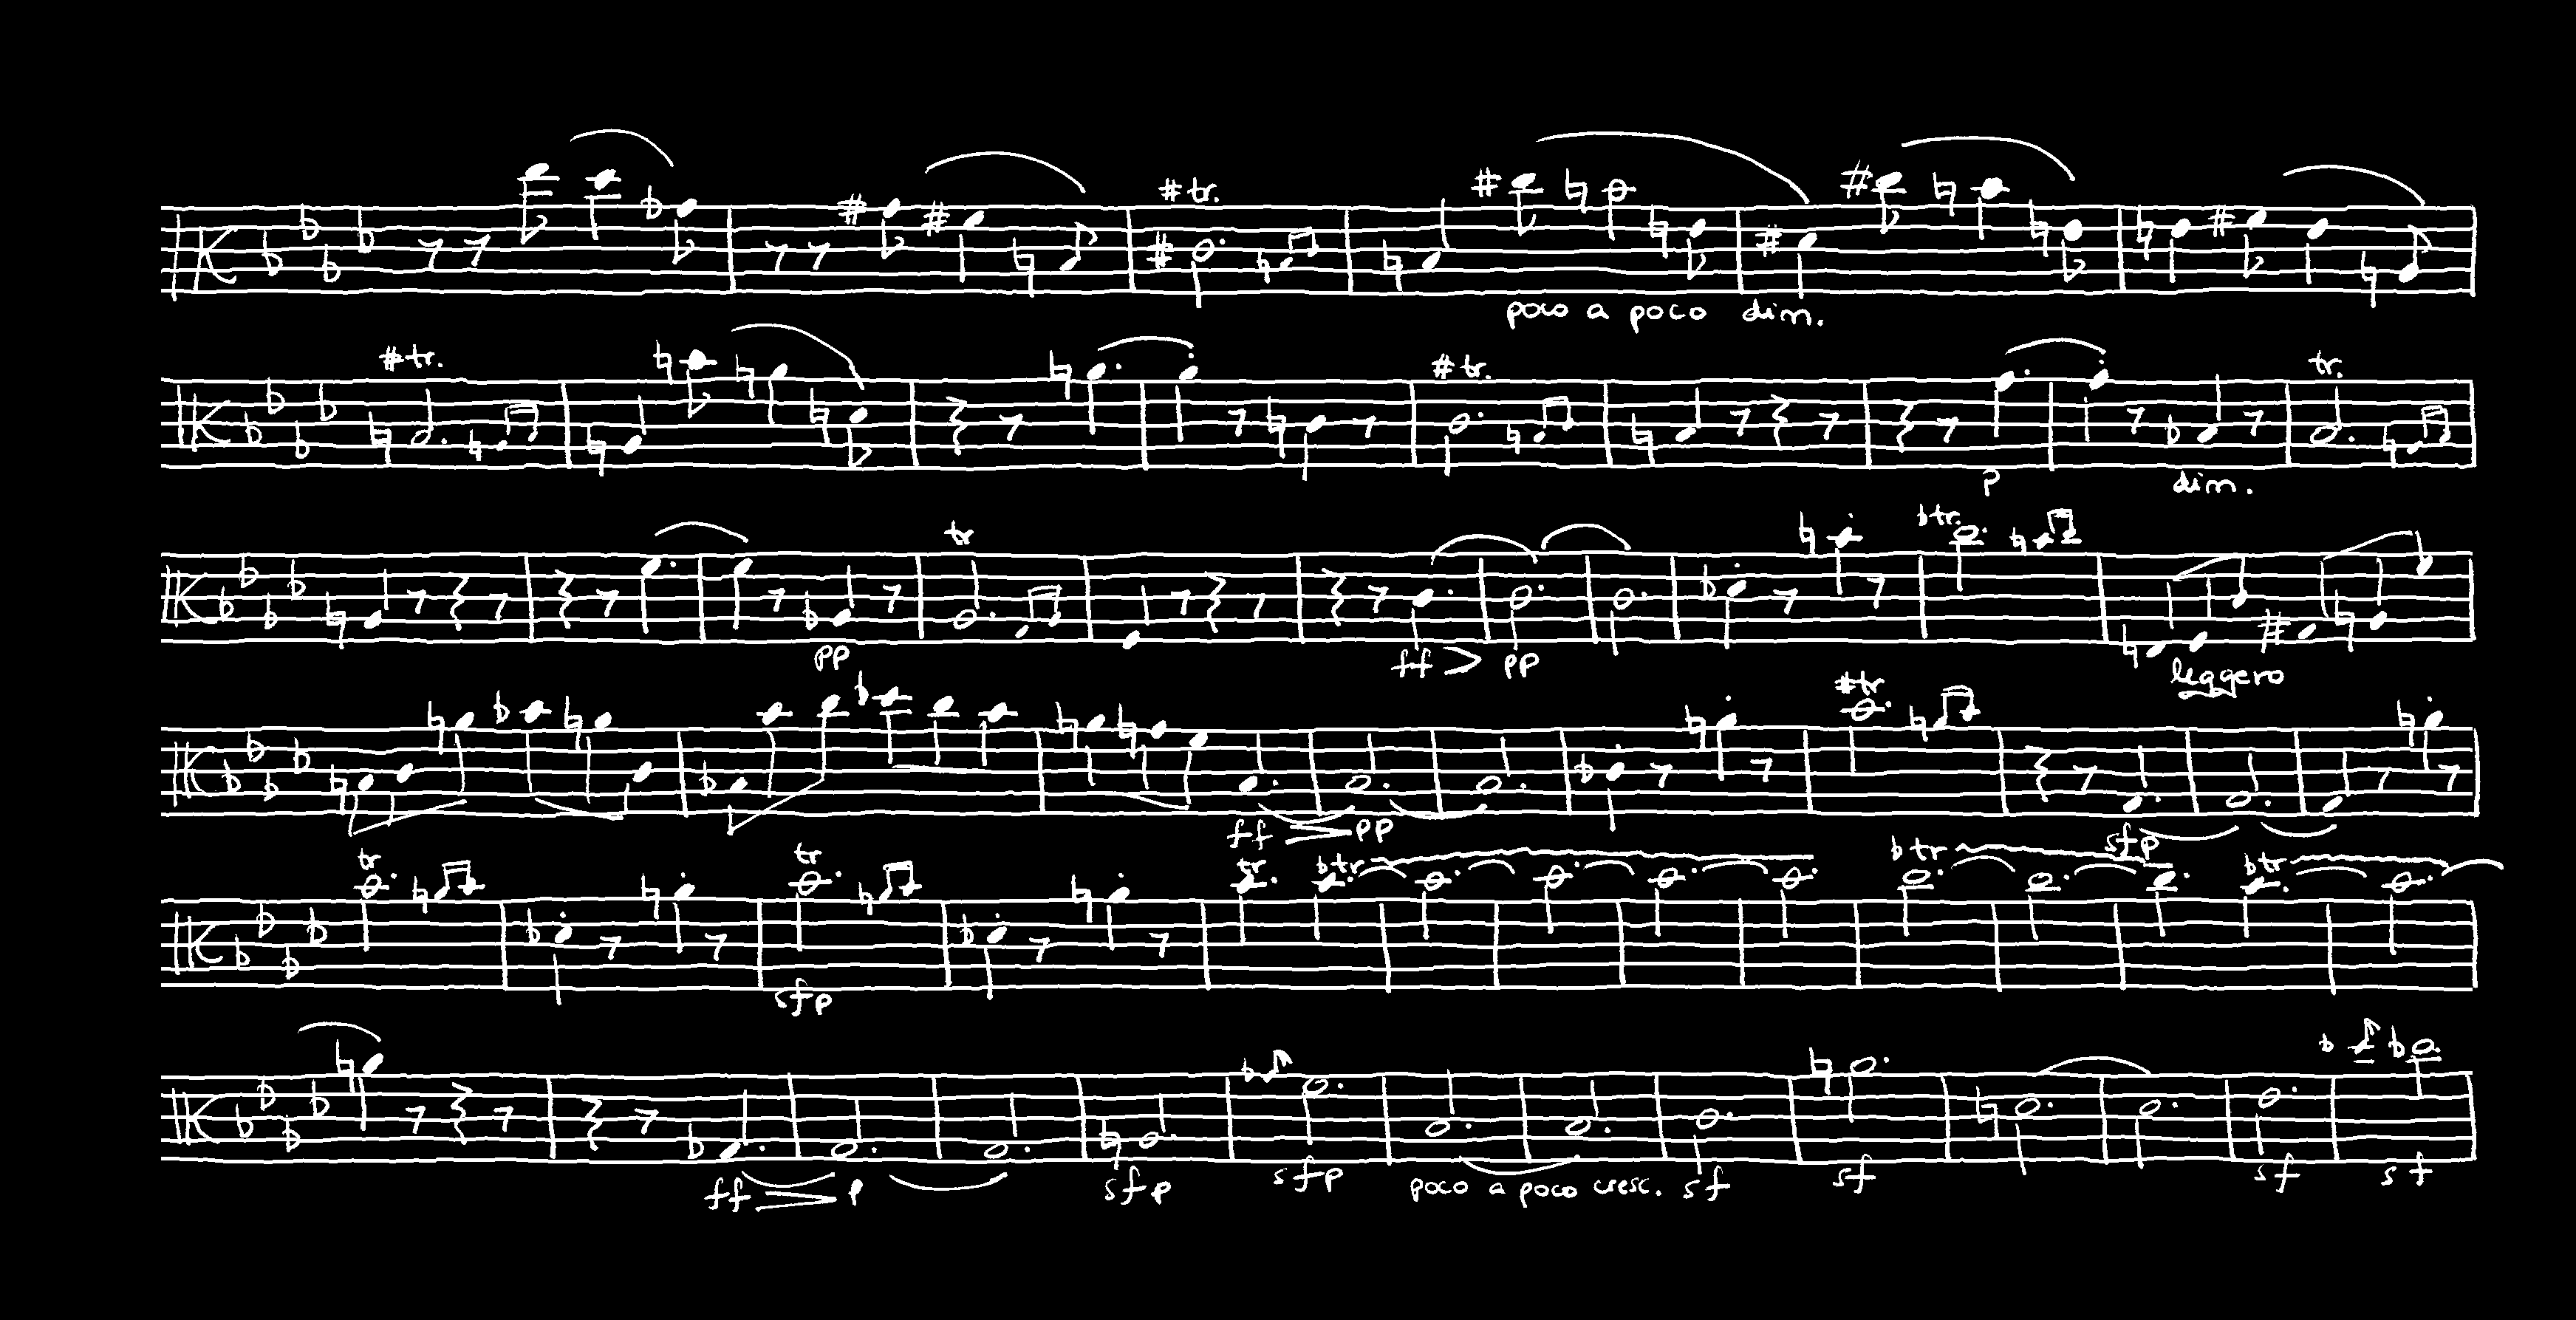 tr.
poco a poco dim.
tr. tr. tr.
p dim.
tr tr.
pp ff pp leggero
tr
ff pp sfp
tr tr tr. tr. tr tr
sfp
ff p sfp sfp poco a poco cresc. sf sf sf sf